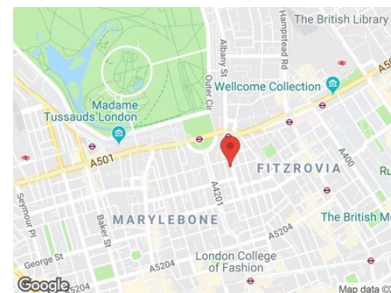 The British Library
Hampstead Rd
Albany St
Outer Cir
Wellcome Collection
Madame
Tussauds London
A501
A400
FITZROVIA
A4201
Seymour Pl
Baker St
MARYLEBONE
The British M
George St
A5204
London College
of Fashion
A5204
Google
Map data ©